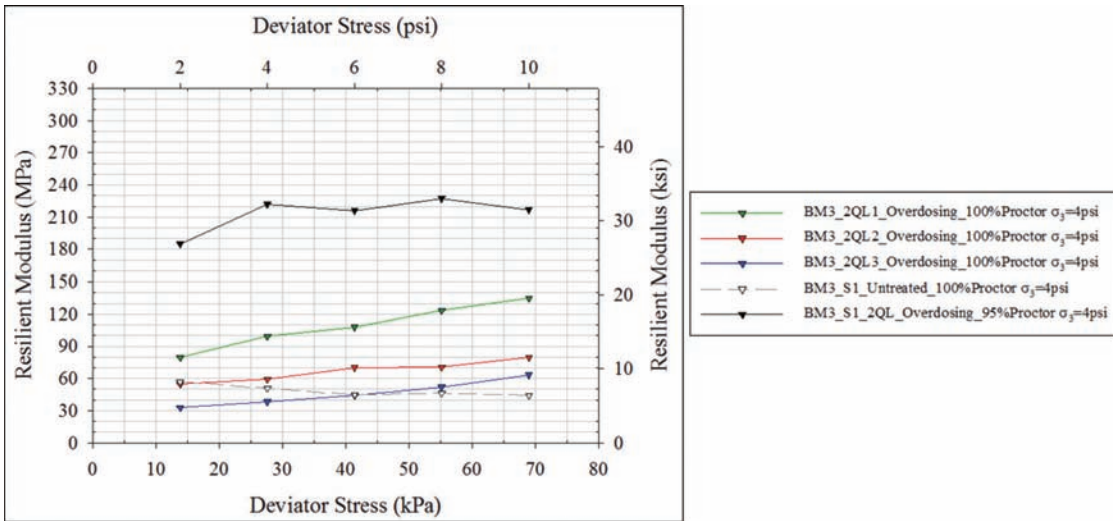 Deviator Stress (psi)
0 2 4 6 8 10
330
300
270
240
210
180
150
120
90
60
30
0
Resilient Modulus (MPa)
40
30
20
10
0
Resilient Modulus (ksi)
0 10 20 30 40 50 60 70 80
Deviator Stress (kPa)
BM3_2QL1_Overdosing_100%Proctor σ₃=4psi
BM3_2QL2_Overdosing_100%Proctor σ₃=4psi
BM3_2QL3_Overdosing_100%Proctor σ₃=4psi
BM3_S1_Untreated_100%Proctor σ₃=4psi
BM3_S1_2QL_Overdosing_95%Proctor σ₃=4psi